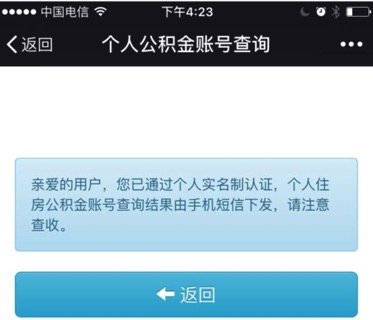 中国电信 下午4:23
返回 个人公积金账号查询
亲爱的用户，您已通过个人实名制认证，个人住
房公积金账号查询结果由手机短信下发，请注意
查收。
返回